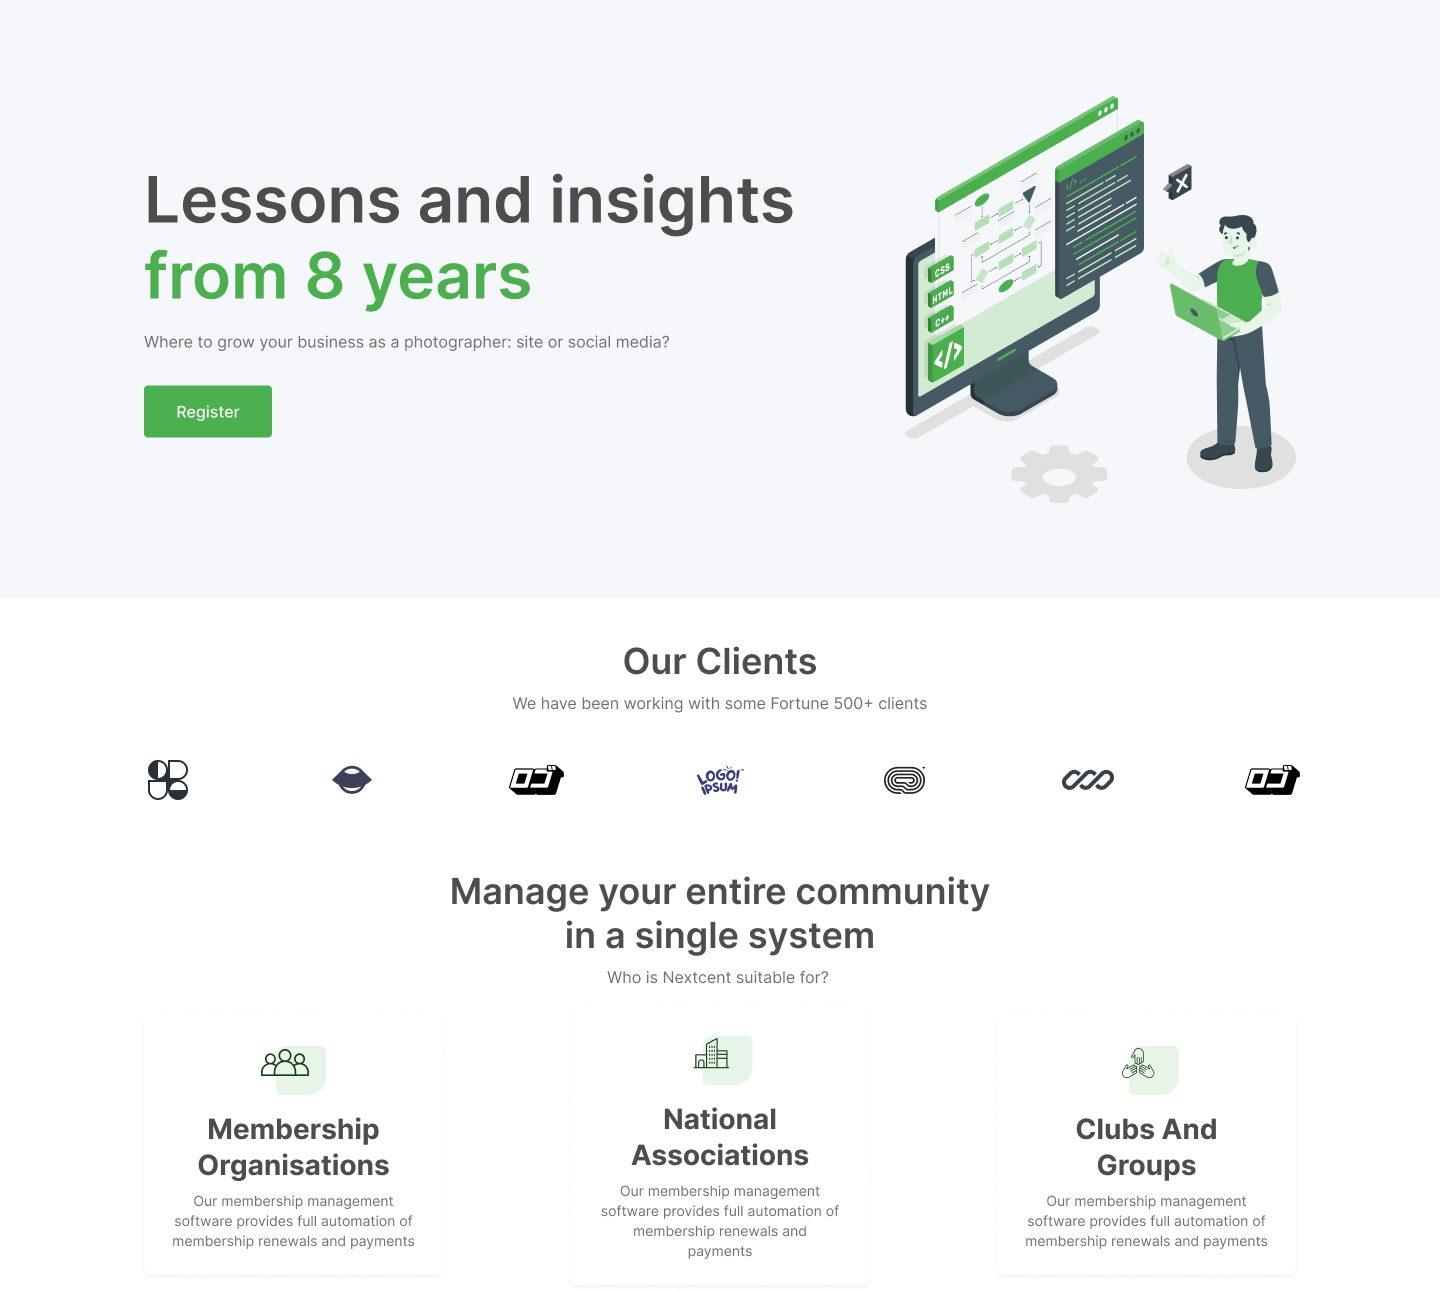 Lessons and insights
from 8 years
Where to grow your business as a photographer: site or social media?
Register
CSS
HTML
C++
</>
</>...
X
Our Clients
We have been working with some Fortune 500+ clients
LOGO!
IPSUM
Manage your entire community
in a single system
Who is Nextcent suitable for?
Membership
Organisations
Our membership management
software provides full automation of
membership renewals and payments
National
Associations
Our membership management
software provides full automation of
membership renewals and
payments
Clubs And
Groups
Our membership management
software provides full automation of
membership renewals and payments